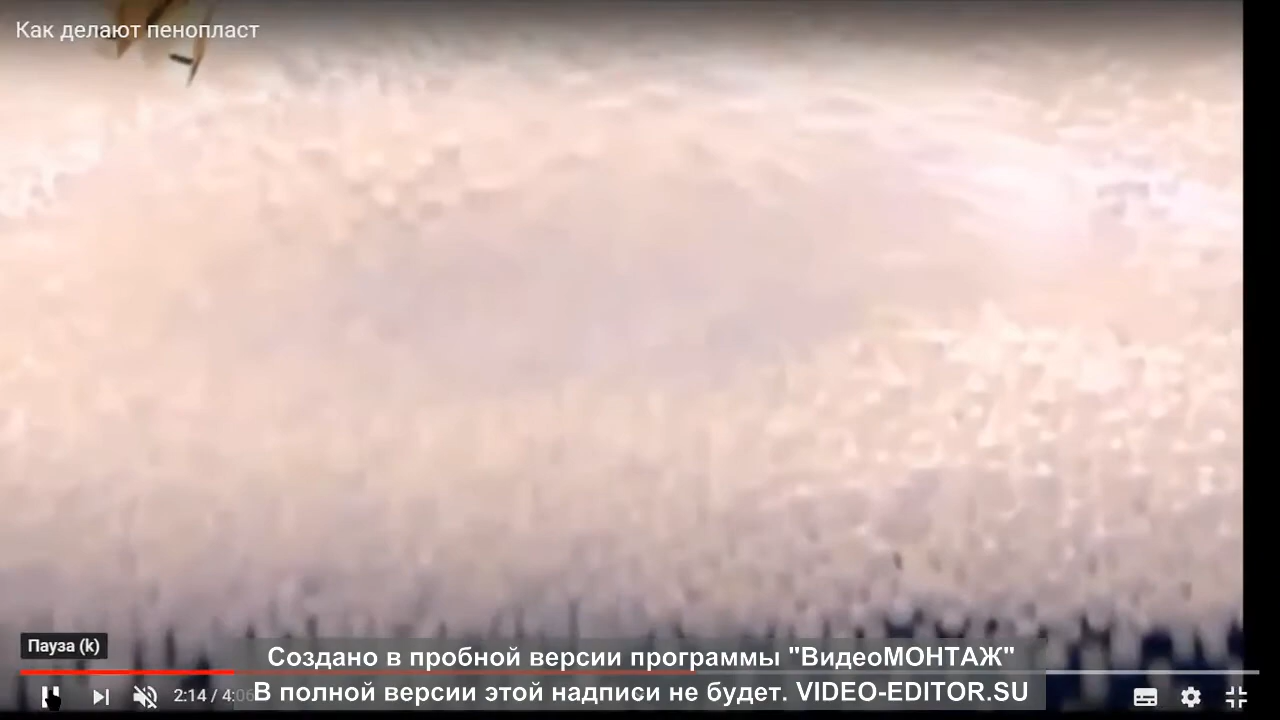 Как делают пенопласт
Пауза (k)
Создано в пробной версии программы "ВидеоМОНТАЖ"
2:14 / 4:06
В полной версии этой надписи не будет. VIDEO-EDITOR.SU